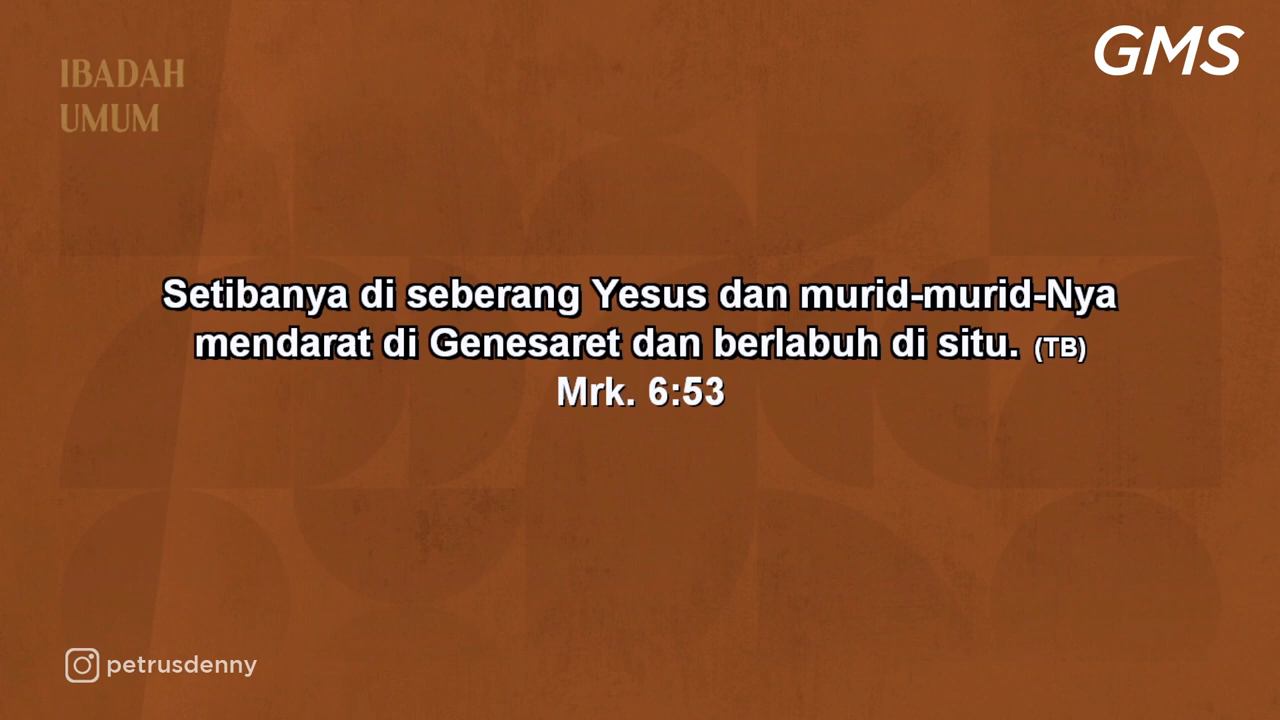 IBADAH
UMUM
GMS
Setibanya di seberang Yesus dan murid-murid-Nya
mendarat di Genesaret dan berlabuh di situ. (TB)
Mrk. 6:53
petrusdenny